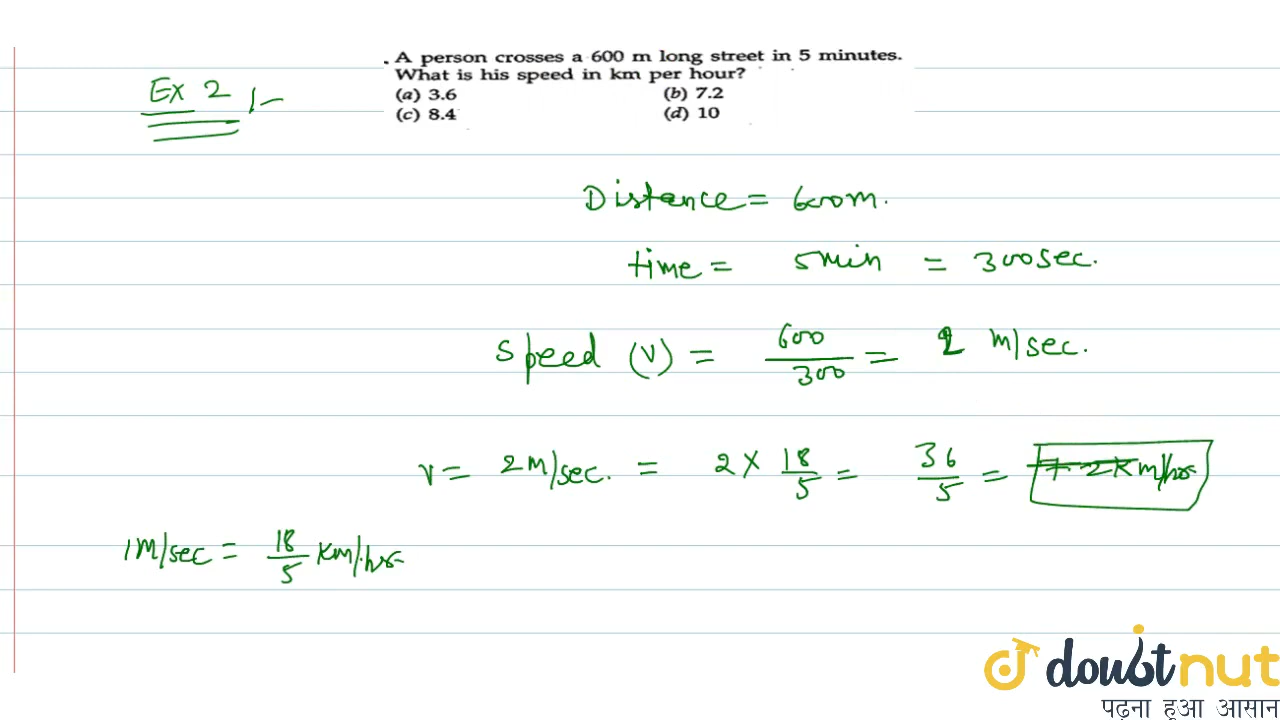 . A person crosses a 600 m long street in 5 minutes.
What is his speed in km per hour?
(a) 3.6 (b) 7.2
(c) 8.4 (d) 10
Ex 2 :-
Distance = 600m.
time = 5min = 300sec.
Speed (V) = 600/300 = 2 m/sec.
V = 2m/sec. = 2 × 18/5 = 36/5 = 7.2Km/hr
1m/sec = 18/5 km/hr
doubtnut
पढ़ना हुआ आसान